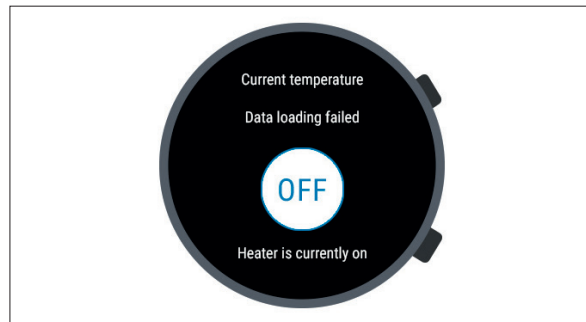 Current temperature
Data loading failed
OFF
Heater is currently on